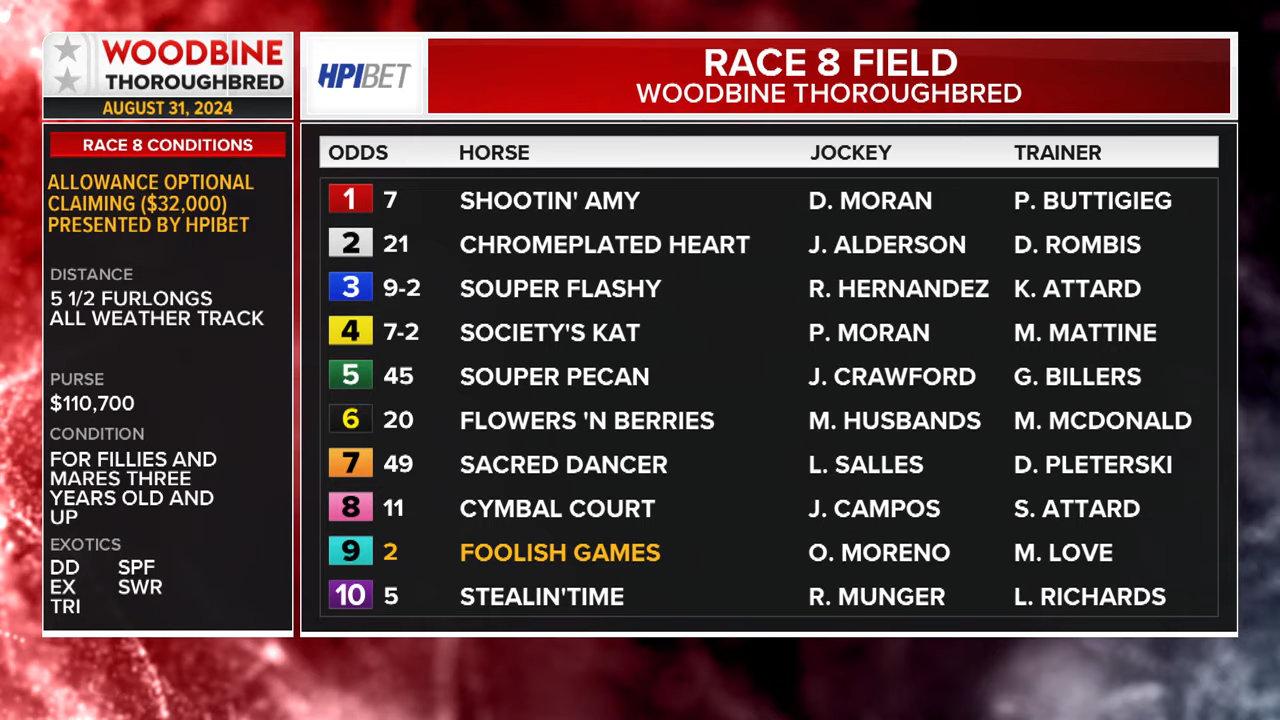 WOODBINE
THOROUGHBRED
AUGUST 31, 2024
RACE 8 CONDITIONS
ALLOWANCE OPTIONAL
CLAIMING ($32,000)
PRESENTED BY HPIBET
DISTANCE
5 1/2 FURLONGS
ALL WEATHER TRACK
PURSE
$110,700
CONDITION
FOR FILLIES AND
MARES THREE
YEARS OLD AND
UP
EXOTICS
DD SPF
EX SWR
TRI
HPIBET
RACE 8 FIELD
WOODBINE THOROUGHBRED
ODDS HORSE JOCKEY TRAINER
1 7 SHOOTIN' AMY D. MORAN P. BUTTIGIEG
2 21 CHROMEPLATED HEART J. ALDERSON D. ROMBIS
3 9-2 SOUPER FLASHY R. HERNANDEZ K. ATTARD
4 7-2 SOCIETY'S KAT P. MORAN M. MATTINE
5 45 SOUPER PECAN J. CRAWFORD G. BILLERS
6 20 FLOWERS 'N BERRIES M. HUSBANDS M. MCDONALD
7 49 SACRED DANCER L. SALLES D. PLETERSKI
8 11 CYMBAL COURT J. CAMPOS S. ATTARD
9 2 FOOLISH GAMES O. MORENO M. LOVE
10 5 STEALIN'TIME R. MUNGER L. RICHARDS